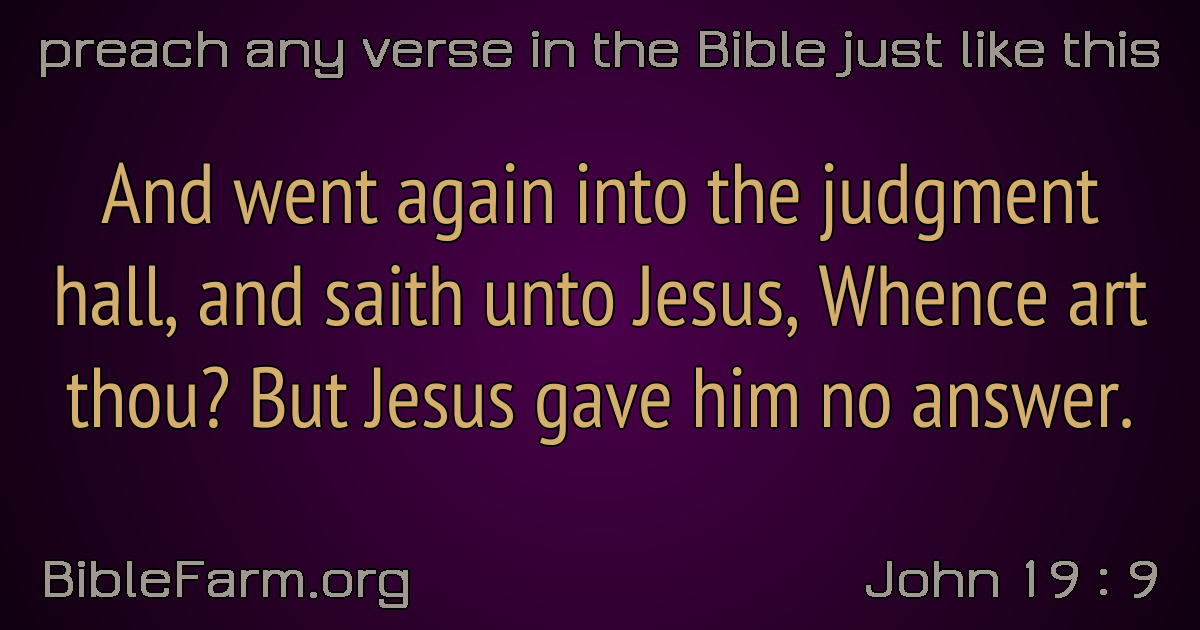 preach any verse in the Bible just like this
And went again into the judgment
hall, and saith unto Jesus, Whence art
thou? But Jesus gave him no answer.
BibleFarm.org
John 19 : 9